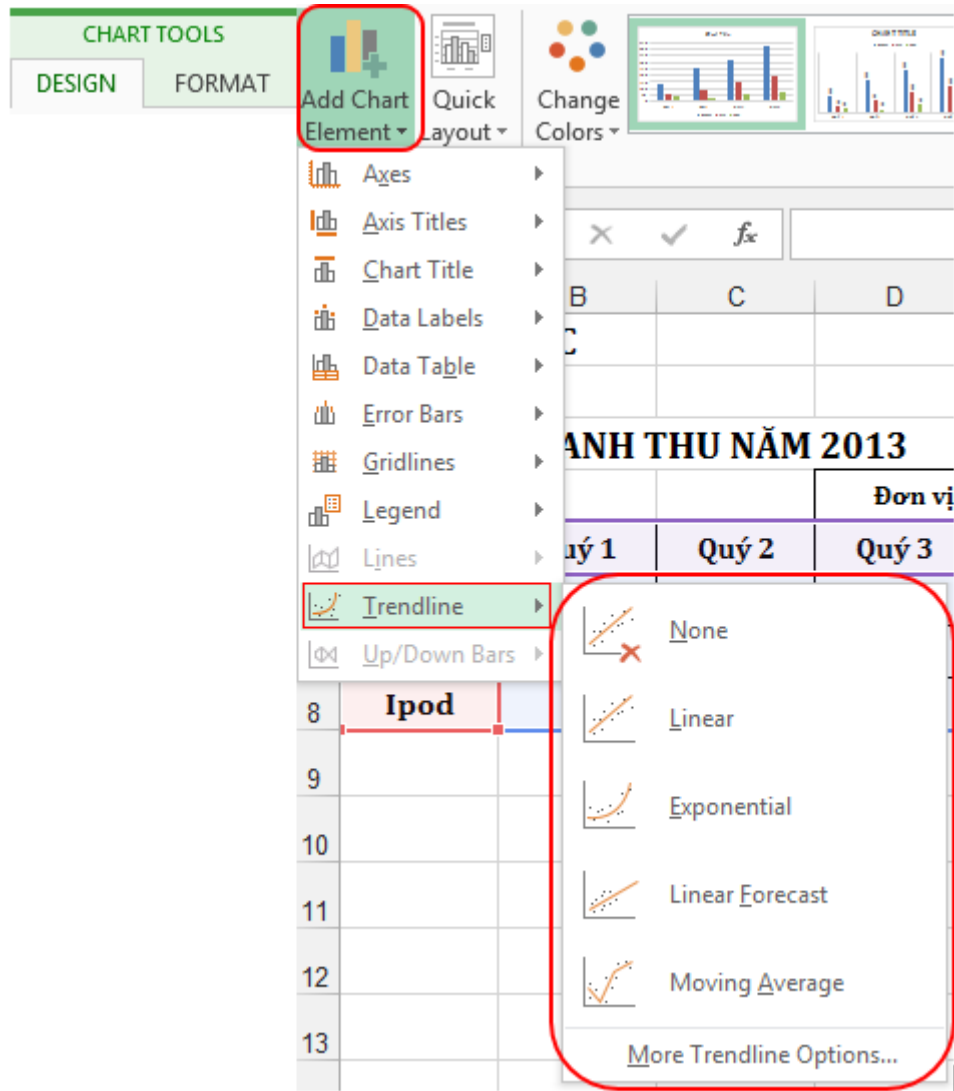 CHART TOOLS
DESIGN FORMAT
Add Chart Element
Quick Layout
Change Colors
CHART TITLE
Axes
Axis Titles
Chart Title
Data Labels
Data Table
Error Bars
Gridlines
Legend
Lines
Trendline
Up/Down Bars
fx
B C D
C
ANH THU NĂM 2013
Đơn vị
uý 1 Quý 2 Quý 3
None
Linear
Exponential
Linear Forecast
Moving Average
More Trendline Options...
8 Ipod
9
10
11
12
13